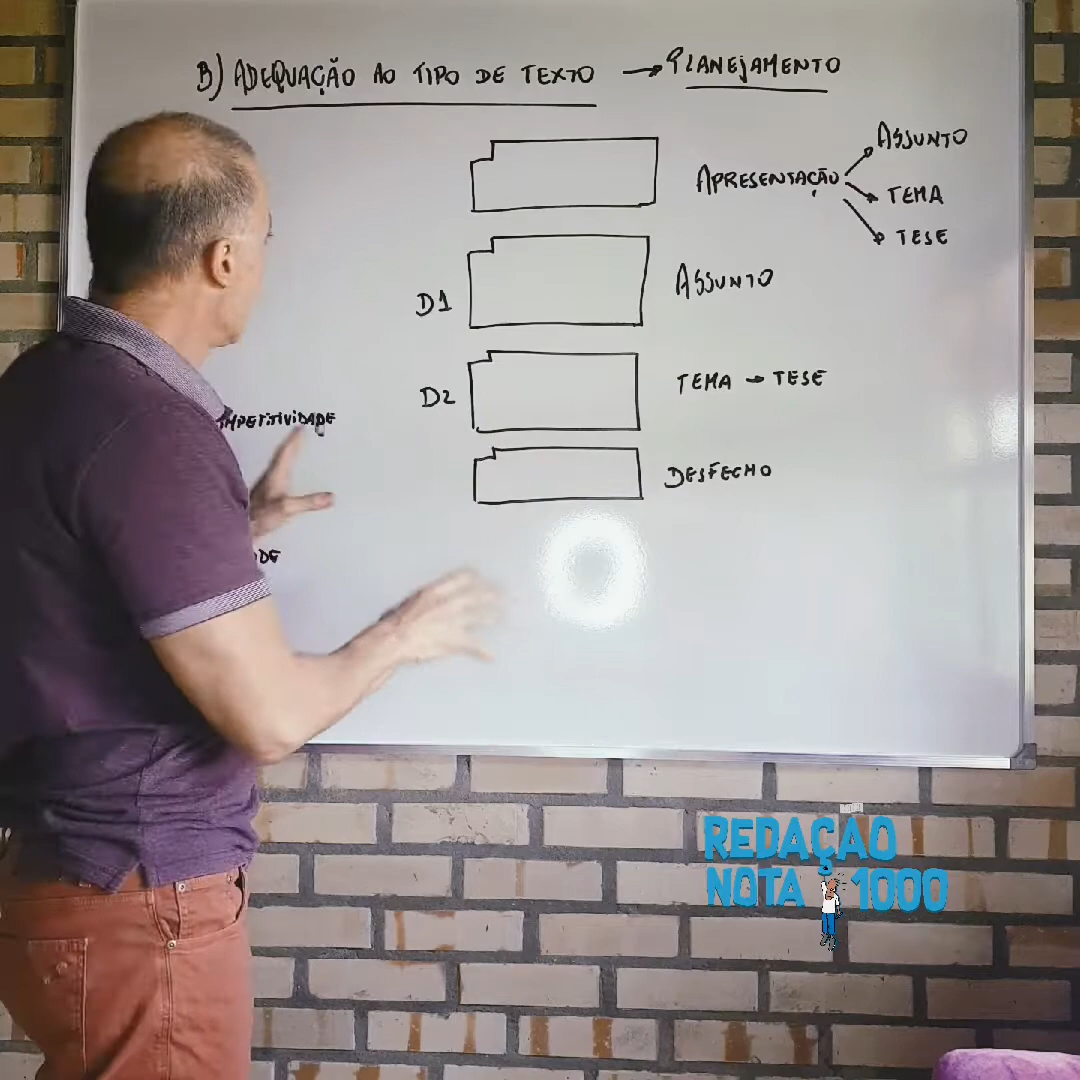 B) ADEQUAÇÃO AO TIPO DE TEXTO → PLANEJAMENTO
APRESENTAÇÃO
ASSUNTO
TEMA
TESE
D1
ASSUNTO
D2
TEMA → TESE
DESFECHO
REDAÇÃO
NOTA 1000